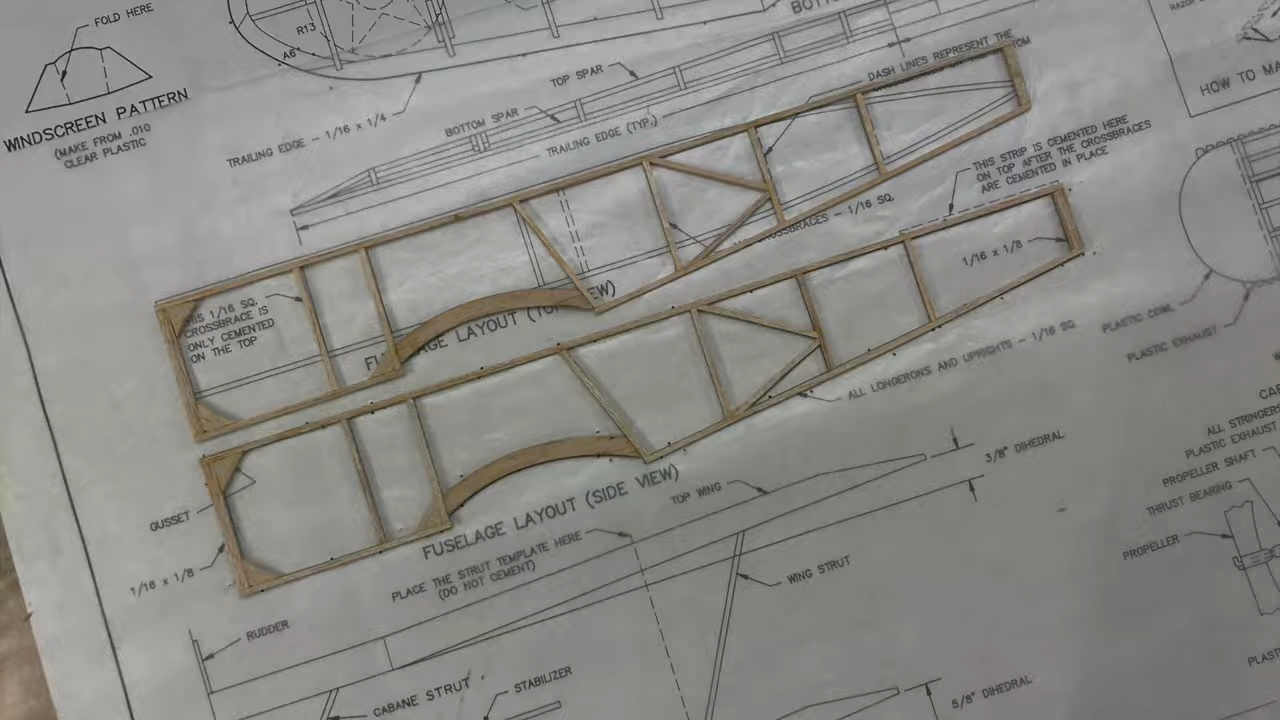 FOLD HERE
WINDSCREEN PATTERN
(MAKE FROM .010
CLEAR PLASTIC
R13
A6"
TRAILING EDGE - 1/16 x 1/4
BOTTOM SPAR
TOP SPAR
TRAILING EDGE (TYP.)
DASH LINES REPRESENT THE
HOW TO MA
THIS STRIP IS CEMENTED HERE
ON TOP AFTER THE CROSSBRACES
ARE CEMENTED IN PLACE
CROSSBRACES - 1/16 SQ.
HIS 1/16 SQ.
CROSSBRACE IS
ONLY CEMENTED
ON THE TOP
EW)
FUSELAGE LAYOUT (TO
1/16 x 1/8
PLASTIC COWL
PLASTIC EXHAUST
ALL LONGERONS AND UPRIGHTS - 1/16 SQ.
GUSSET
1/16 x 1/8
FUSELAGE LAYOUT (SIDE VIEW)
PLACE THE STRUT TEMPLATE HERE
(DO NOT CEMENT)
TOP WING
3/8" DIHEDRAL
WING STRUT
ALL STRINGERS
PLASTIC EXHAUST
PROPELLER SHAFT
THRUST BEARING
PROPELLER
RUDDER
CABANE STRUT
STABILIZER
5/8" DIHEDRAL